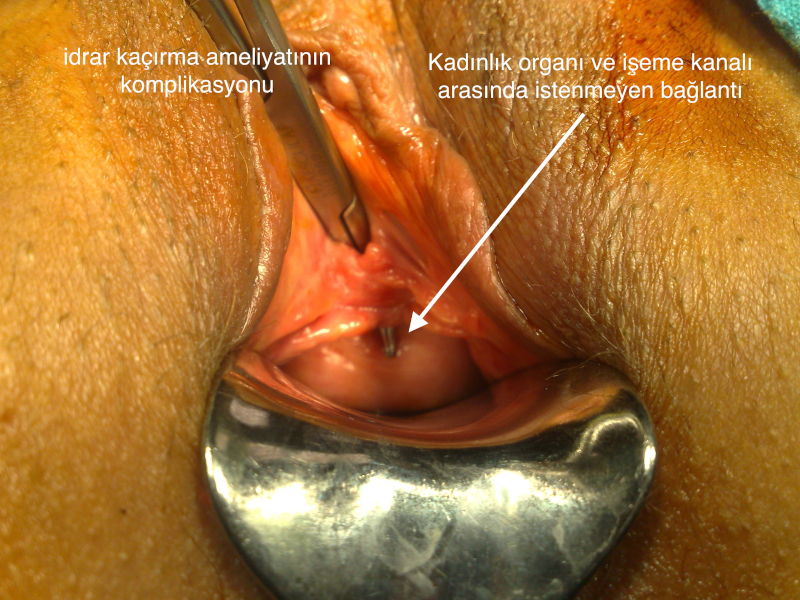 idrar kaçırma ameliyatının
komplikasyonu
Kadınlık organı ve işeme kanalı
arasında istenmeyen bağlantı